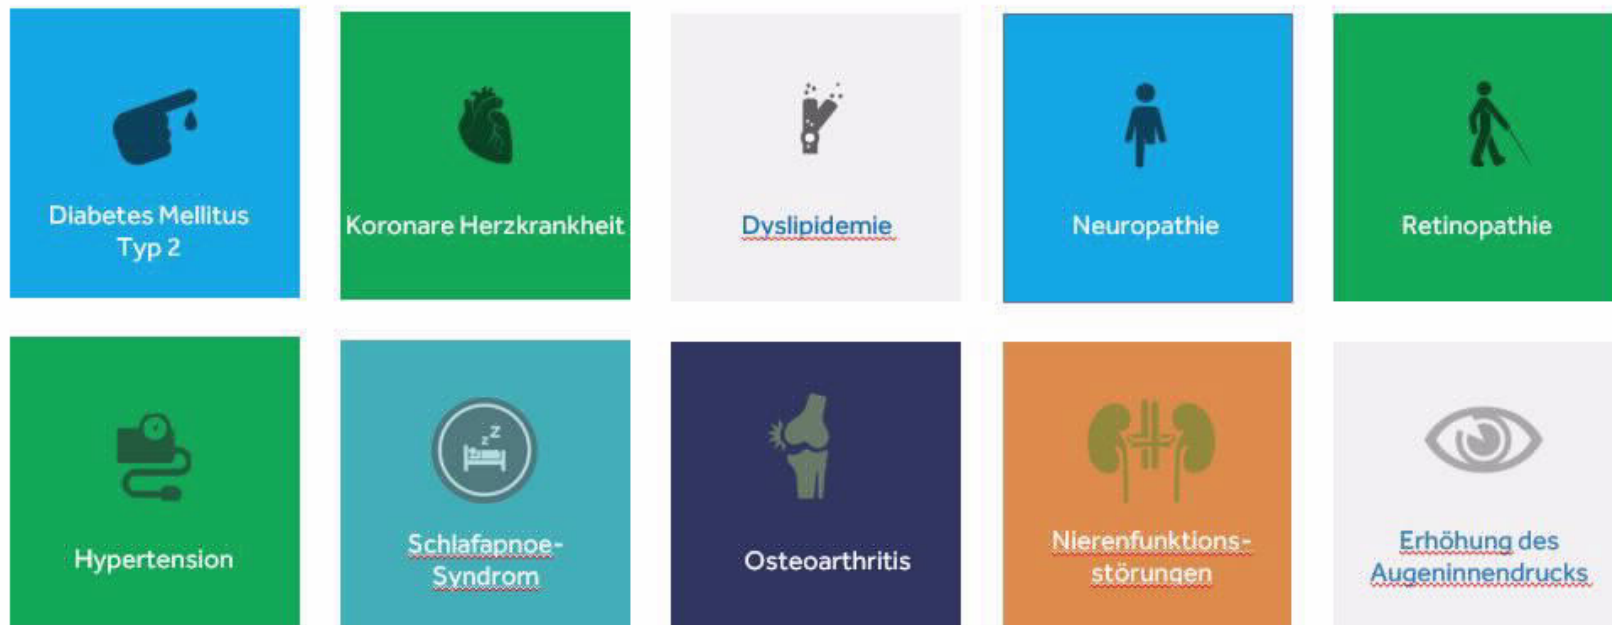 Diabetes Mellitus
Typ 2
Koronare Herzkrankheit
Dyslipidemie
Neuropathie
Retinopathie
Hypertension
Schlafapnoe-
Syndrom
Osteoarthritis
Nierenfunktions-
störungen
Erhöhung des
Augeninnendrucks